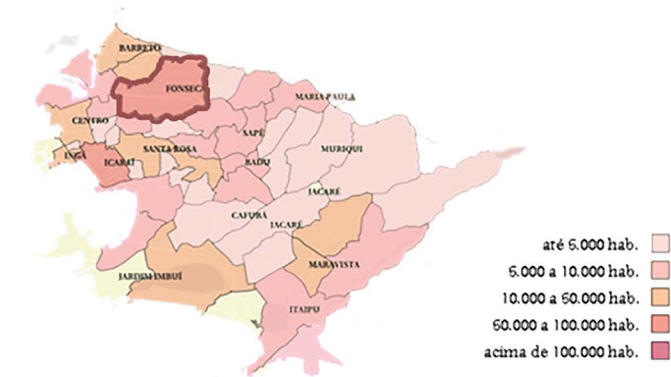 BARRETO
FONSECA
MARIA PAULA
CENTRO
SAPÊ
INGÁ
ICARAÍ
SANTA ROSA
BADU
MURIQUI
JACARÉ
CAFUBÁ
JACARÉ
MARAVISTA
JARDIM IMBUÍ
ITAIPU
até 5.000 hab.
5.000 a 10.000 hab.
10.000 a 50.000 hab.
50.000 a 100.000 hab.
acima de 100.000 hab.